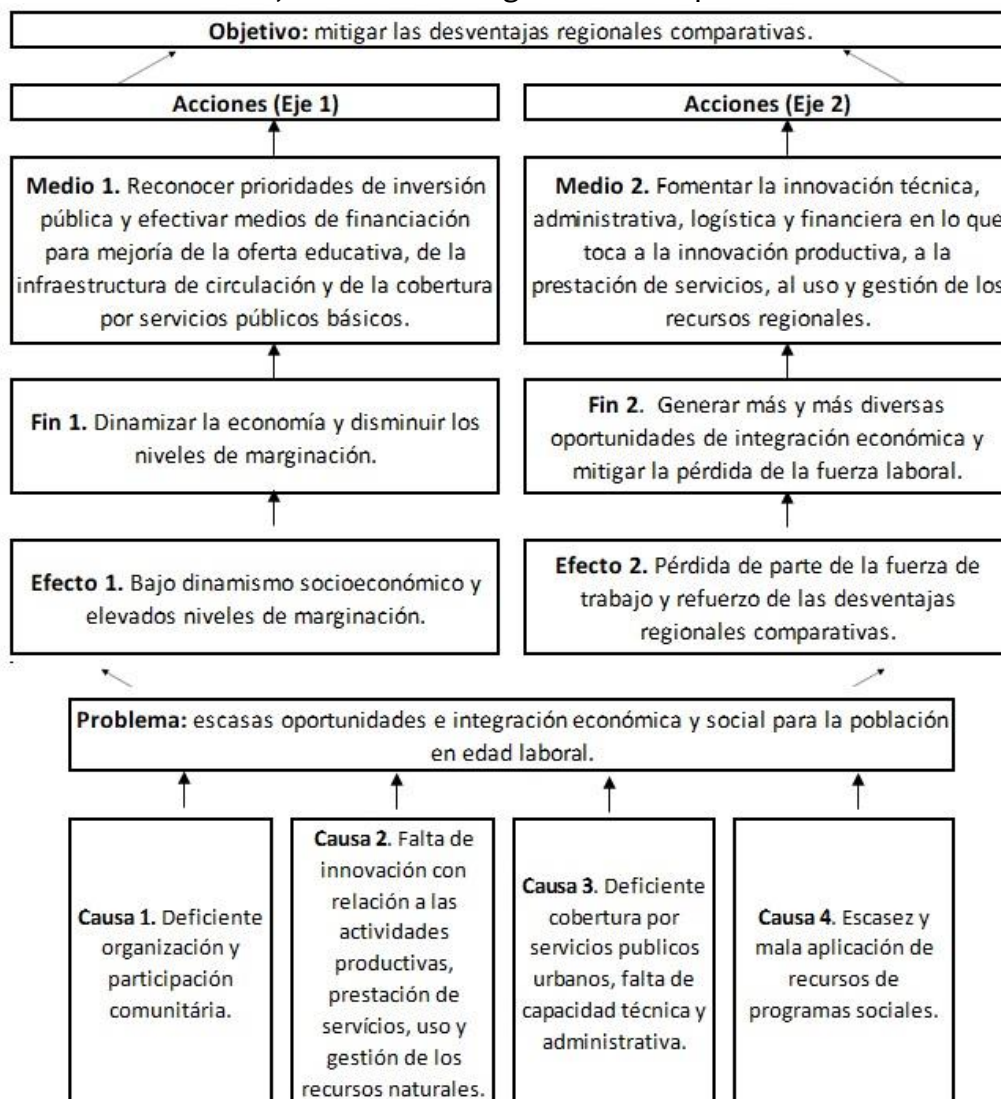 Objetivo: mitigar las desventajas regionales comparativas.
Acciones (Eje 1)
Acciones (Eje 2)
Medio 1. Reconocer prioridades de inversión
pública y efectivar medios de financiación
para mejoría de la oferta educativa, de la
infraestructura de circulación y de la cobertura
por servicios públicos básicos.
Medio 2. Fomentar la innovación técnica,
administrativa, logística y financiera en lo que
toca a la innovación productiva, a la
prestación de servicios, al uso y gestión de los
recursos regionales.
Fin 1. Dinamizar la economía y disminuir los
niveles de marginación.
Fin 2. Generar más y más diversas
oportunidades de integración económica y
mitigar la pérdida de la fuerza laboral.
Efecto 1. Bajo dinamismo socioeconómico y
elevados niveles de marginación.
Efecto 2. Pérdida de parte de la fuerza de
trabajo y refuerzo de las desventajas
regionales comparativas.
Problema: escasas oportunidades e integración económica y social para la población
en edad laboral.
Causa 1. Deficiente
organización y
participación
comunitária.
Causa 2. Falta de
innovación con
relación a las
actividades
productivas,
prestación de
servícios, uso y
gestión de los
recursos naturales.
Causa 3. Deficiente
cobertura por
servicios publicos
urbanos, falta de
capacidad técnica y
administrativa.
Causa 4. Escasez y
mala aplicación de
recursos de
programas sociales.